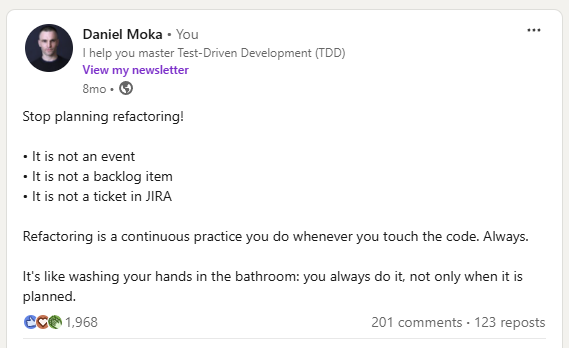 Daniel Moka • You
I help you master Test-Driven Development (TDD)
View my newsletter
8mo •
Stop planning refactoring!
• It is not an event
• It is not a backlog item
• It is not a ticket in JIRA
Refactoring is a continuous practice you do whenever you touch the code. Always.
It's like washing your hands in the bathroom: you always do it, not only when it is
planned.
1,968 201 comments • 123 reposts